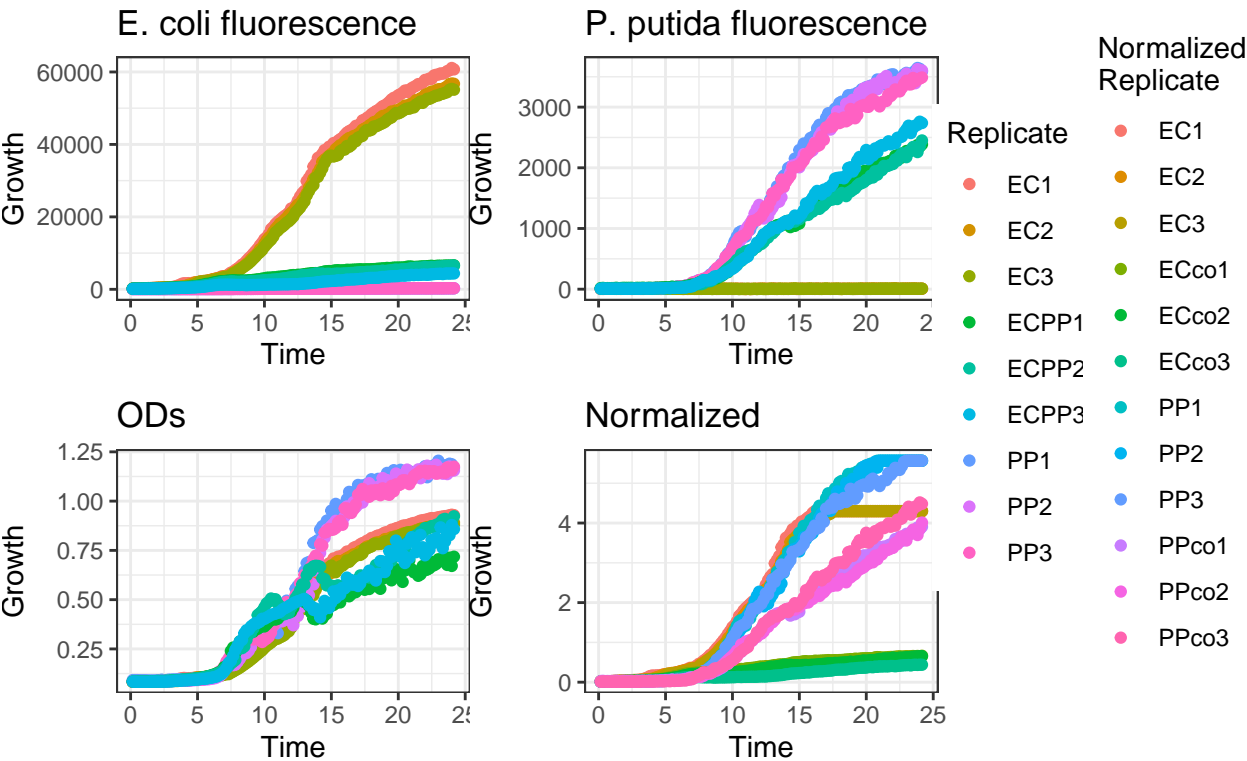 E. coli fluorescence
60000
40000
20000
0
Growth
0 5 10 15 20 25
Time
P. putida fluorescence
3000
2000
1000
0
Growth
0 5 10 15 20 2
Time
ODs
1.25
1.00
0.75
0.50
0.25
Growth
0 5 10 15 20 25
Time
Normalized
4
2
0
Growth
0 5 10 15 20 25
Time
Replicate
EC1
EC2
EC3
ECPP1
ECPP2
ECPP3
PP1
PP2
PP3
Normalized
Replicate
EC1
EC2
EC3
ECco1
ECco2
ECco3
PP1
PP2
PP3
PPco1
PPco2
PPco3